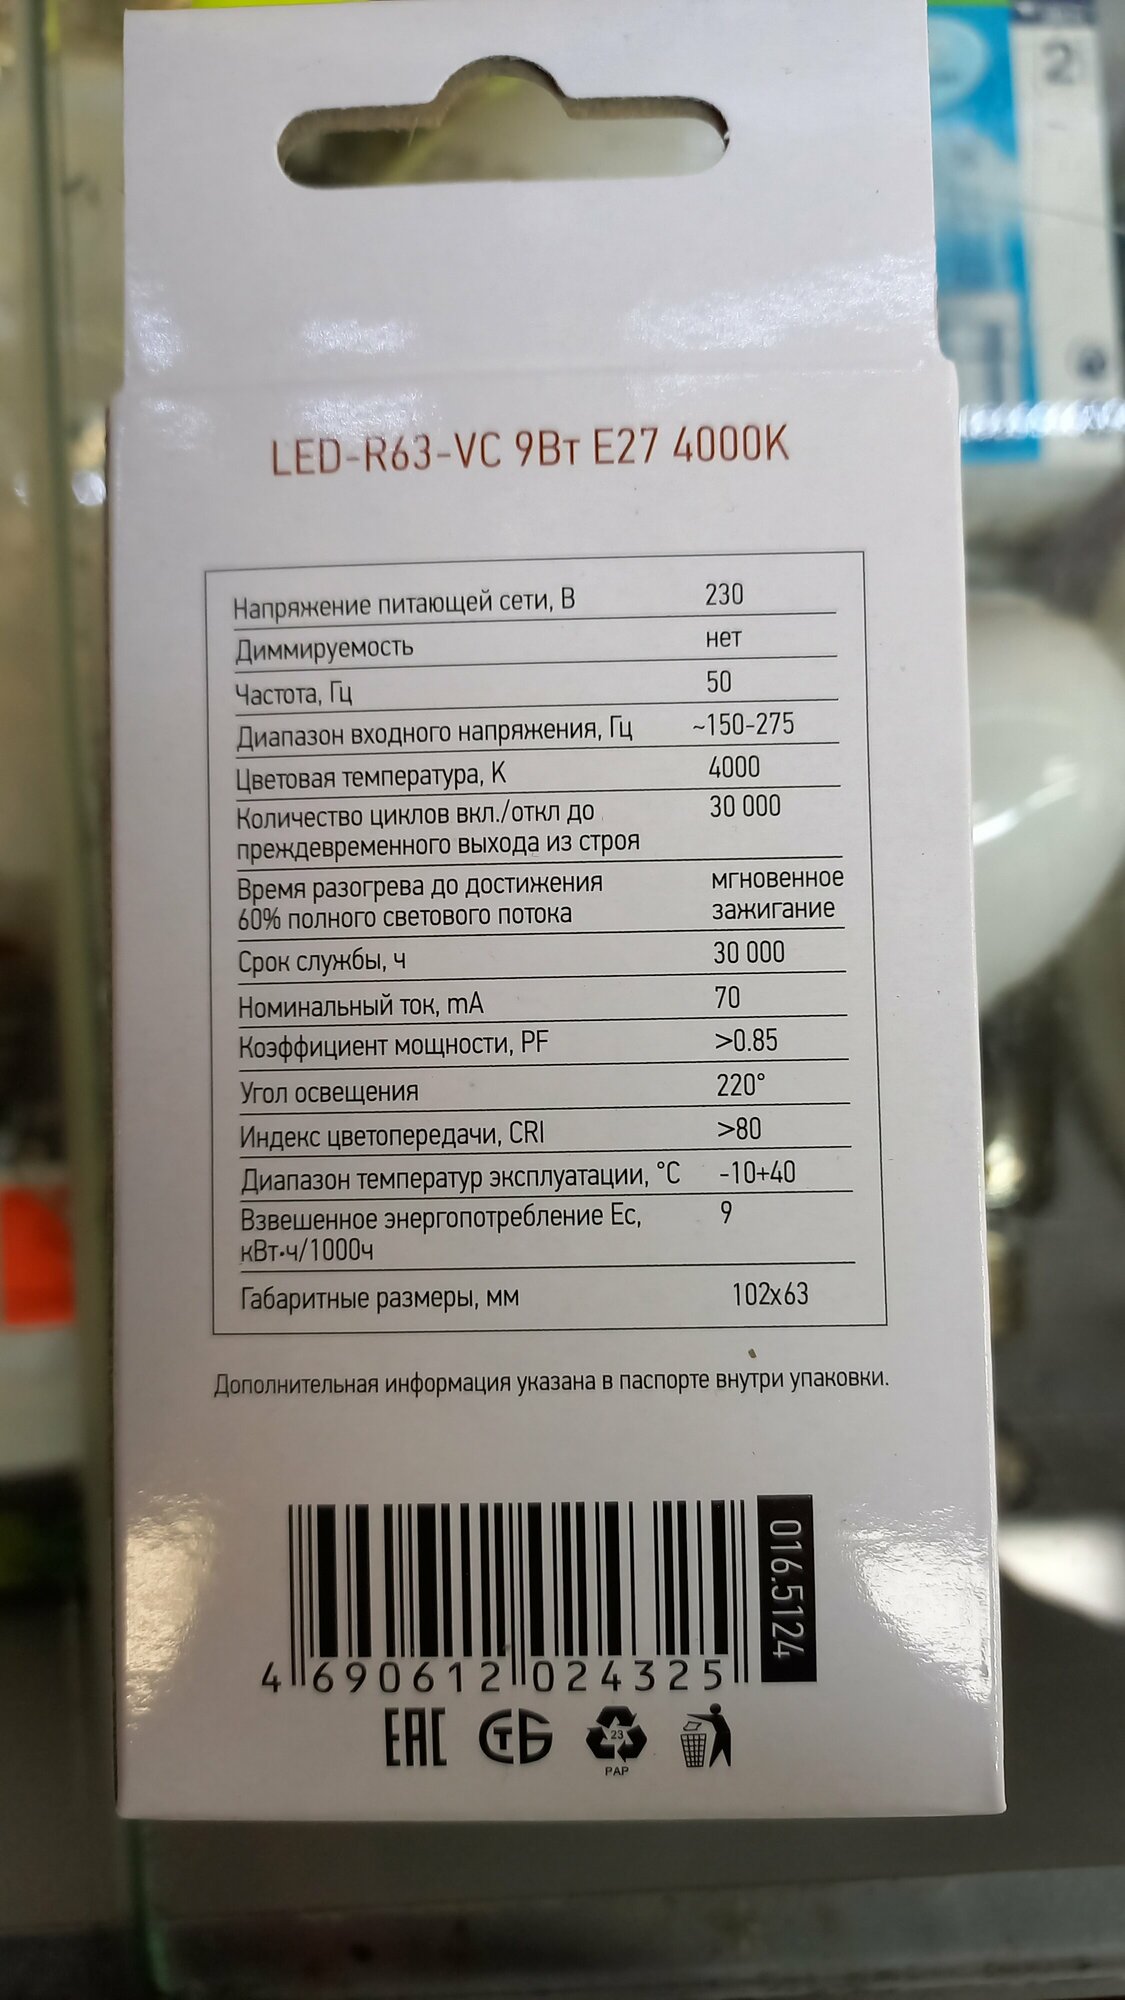 LED-R63-VC 9Вт E27 4000K
Напряжение питающей сети, В 230
Диммируемость нет
Частота, Гц 50
Диапазон входного напряжения, Гц ~150-275
Цветовая температура, К 4000
Количество циклов вкл./откл до 30 000
преждевременного выхода из строя
Время разогрева до достижения мгновенное
60% полного светового потока зажигание
Срок службы, ч 30 000
Номинальный ток, mA 70
Коэффициент мощности, PF >0.85
Угол освещения 220°
Индекс цветопередачи, CRI >80
Диапазон температур эксплуатации, °С -10+40
Взвешенное энергопотребление Ес, 9
кВт·ч/1000ч
Габаритные размеры, мм 102х63
Дополнительная информация указана в паспорте внутри упаковки.
016.5124
4 690612 024325
ЕАС СТБ 23
PAP
2